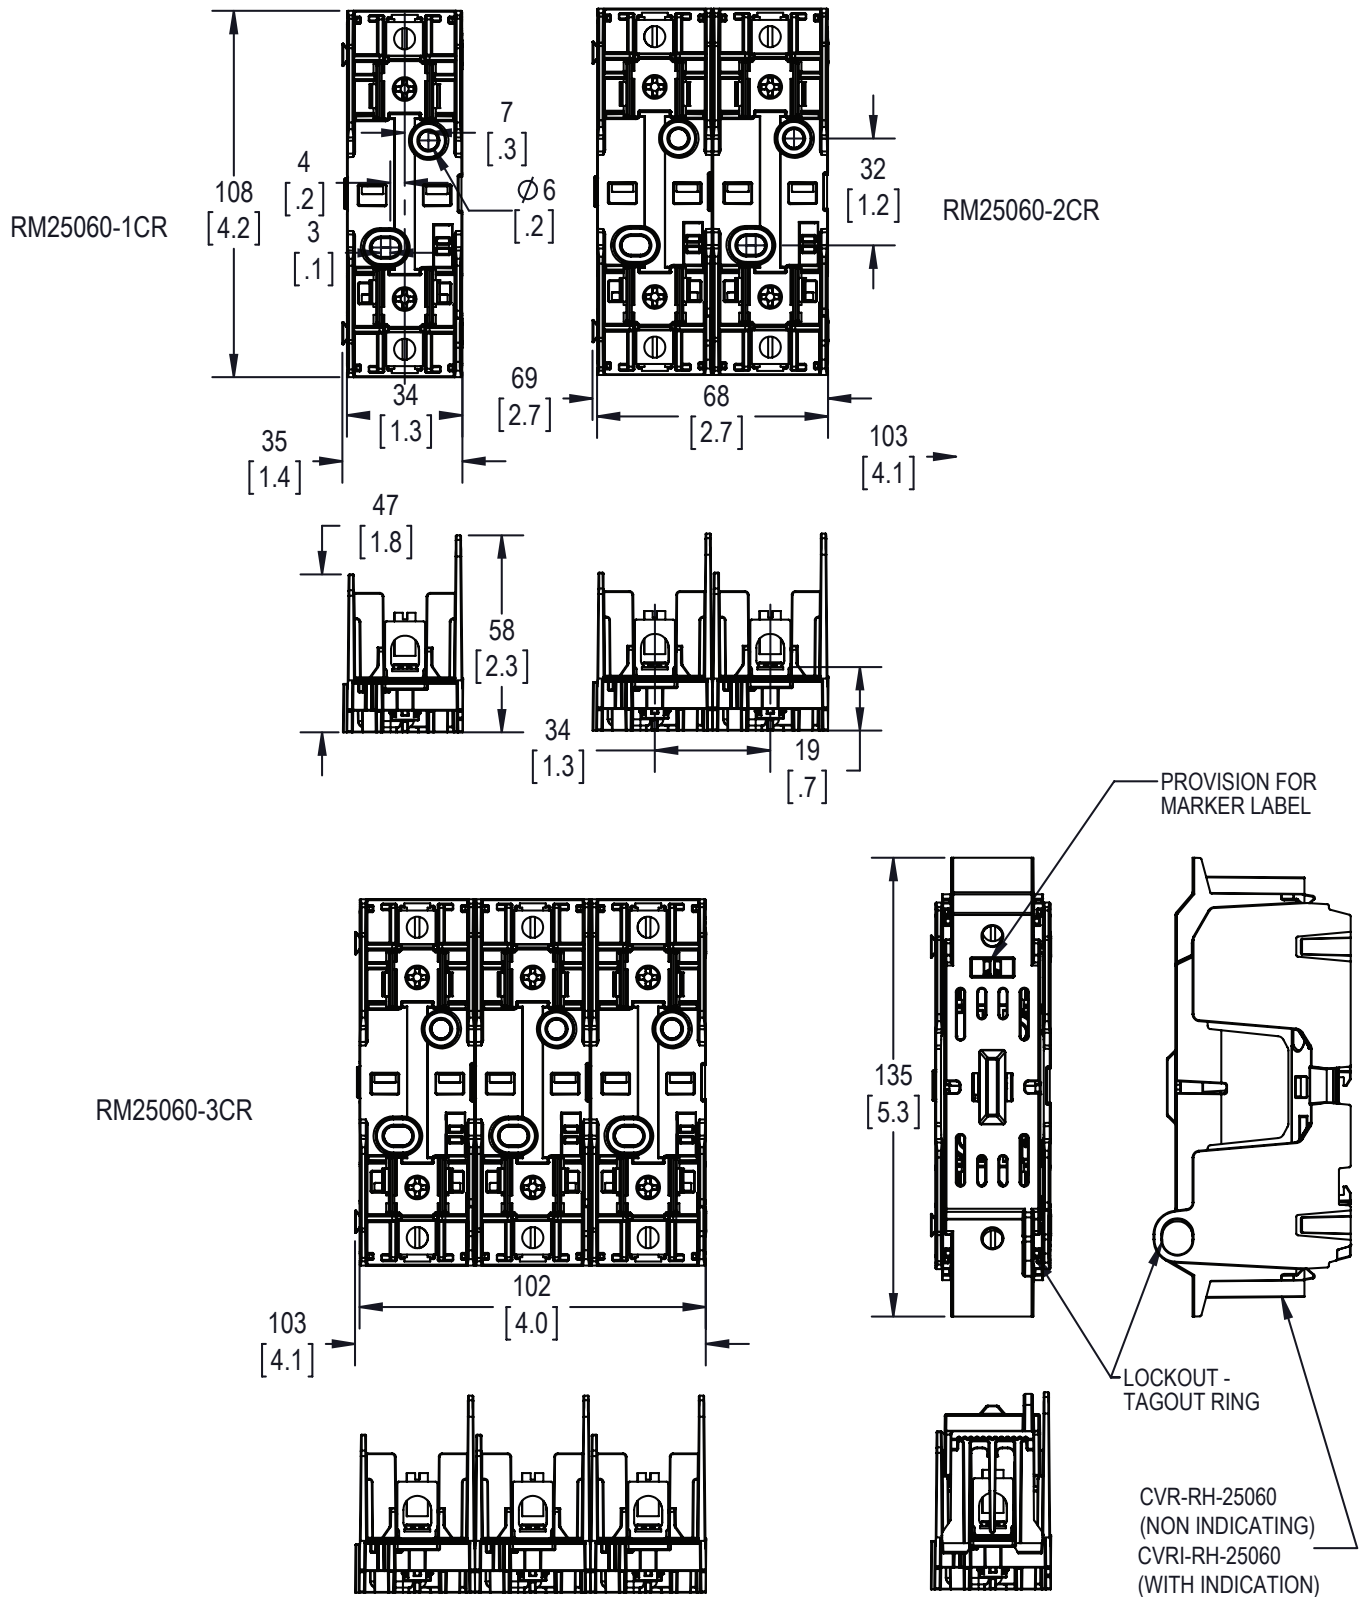 RM25060-1CR
108
[4.2]
4
[.2]
3
[.1]
7
[.3]
Ø6
[.2]
34
[1.3]
35
[1.4]
32
[1.2]
RM25060-2CR
69
[2.7]
68
[2.7]
103
[4.1]
47
[1.8]
58
[2.3]
34
[1.3]
19
[.7]
PROVISION FOR
MARKER LABEL
RM25060-3CR
135
[5.3]
102
[4.0]
103
[4.1]
LOCKOUT -
TAGOUT RING
CVR-RH-25060
(NON INDICATING)
CVRI-RH-25060
(WITH INDICATION)